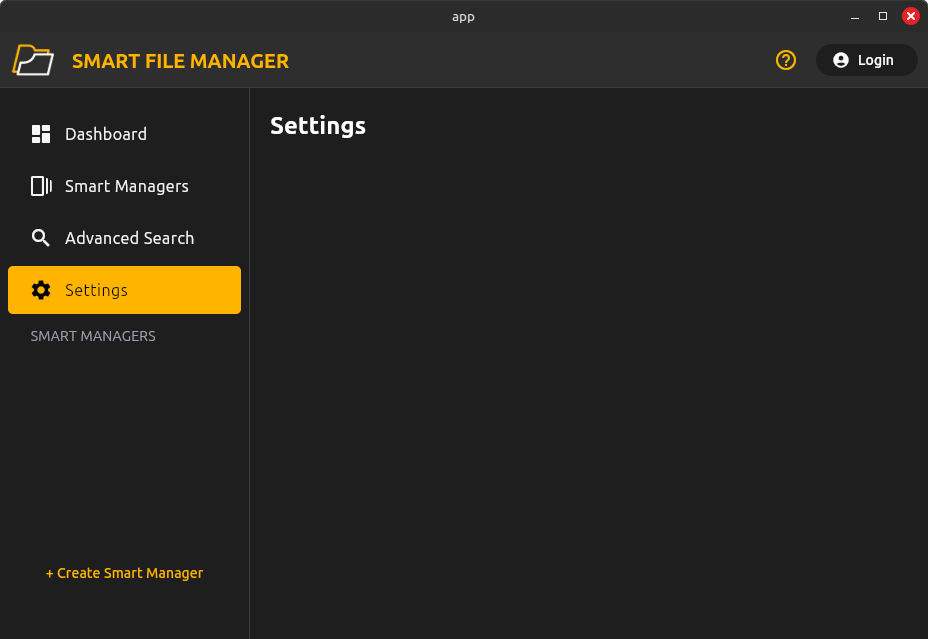 app
SMART FILE MANAGER
Login
Dashboard
Smart Managers
Advanced Search
Settings
SMART MANAGERS
+ Create Smart Manager
Settings